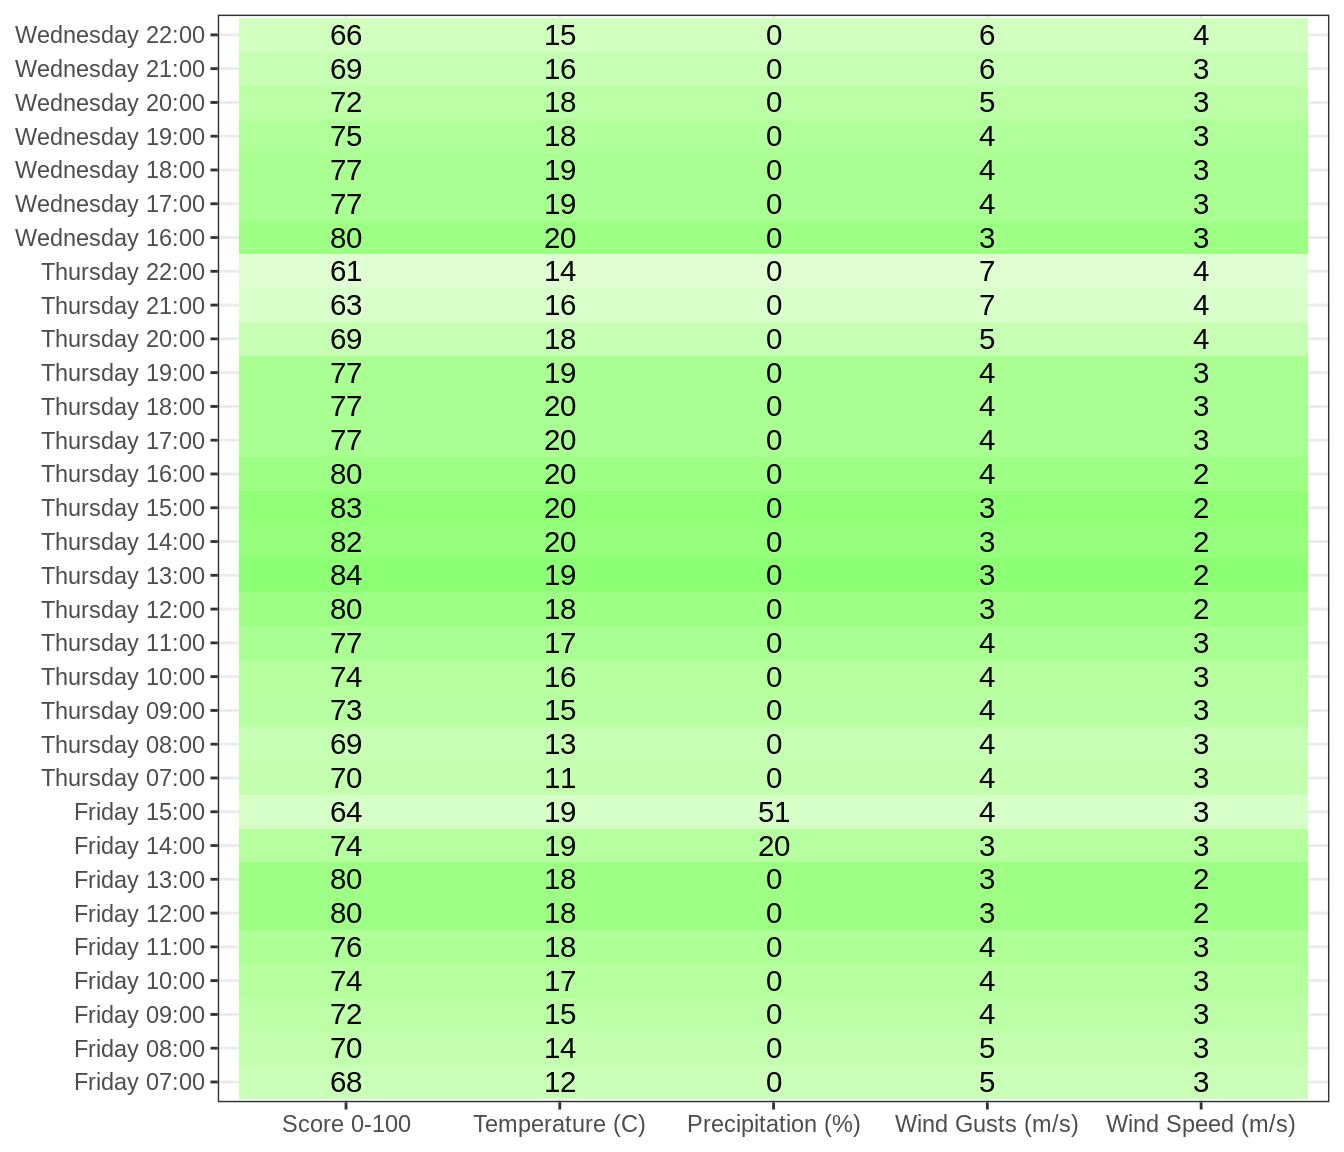 Wednesday 22:00 66 15 0 6 4
Wednesday 21:00 69 16 0 6 3
Wednesday 20:00 72 18 0 5 3
Wednesday 19:00 75 18 0 4 3
Wednesday 18:00 77 19 0 4 3
Wednesday 17:00 77 19 0 4 3
Wednesday 16:00 80 20 0 3 3
Thursday 22:00 61 14 0 7 4
Thursday 21:00 63 16 0 7 4
Thursday 20:00 69 18 0 5 4
Thursday 19:00 77 19 0 4 3
Thursday 18:00 77 20 0 4 3
Thursday 17:00 77 20 0 4 3
Thursday 16:00 80 20 0 4 2
Thursday 15:00 83 20 0 3 2
Thursday 14:00 82 20 0 3 2
Thursday 13:00 84 19 0 3 2
Thursday 12:00 80 18 0 3 2
Thursday 11:00 77 17 0 4 3
Thursday 10:00 74 16 0 4 3
Thursday 09:00 73 15 0 4 3
Thursday 08:00 69 13 0 4 3
Thursday 07:00 70 11 0 4 3
Friday 15:00 64 19 51 4 3
Friday 14:00 74 19 20 3 3
Friday 13:00 80 18 0 3 2
Friday 12:00 80 18 0 3 2
Friday 11:00 76 18 0 4 3
Friday 10:00 74 17 0 4 3
Friday 09:00 72 15 0 4 3
Friday 08:00 70 14 0 5 3
Friday 07:00 68 12 0 5 3
Score 0-100 Temperature (C) Precipitation (%) Wind Gusts (m/s) Wind Speed (m/s)